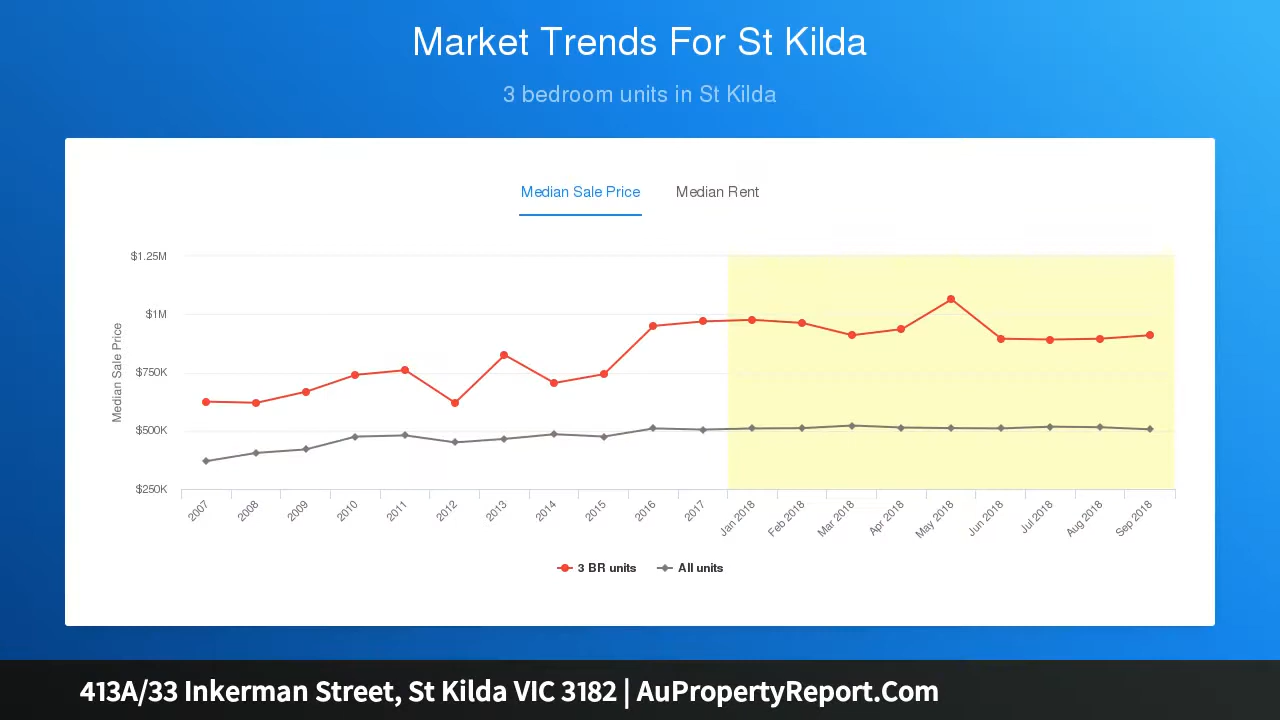 Market Trends For St Kilda
3 bedroom units in St Kilda
Median Sale Price
Median Rent
Median Sale Price
$1.25M
$1M
$750K
$500K
$250K
2007
2008
2009
2010
2011
2012
2013
2014
2015
2016
2017
Jan 2018
Feb 2018
Mar 2018
Apr 2018
May 2018
Jun 2018
Jul 2018
Aug 2018
Sep 2018
3 BR units
All units
413A/33 Inkerman Street, St Kilda VIC 3182 | AuPropertyReport.Com